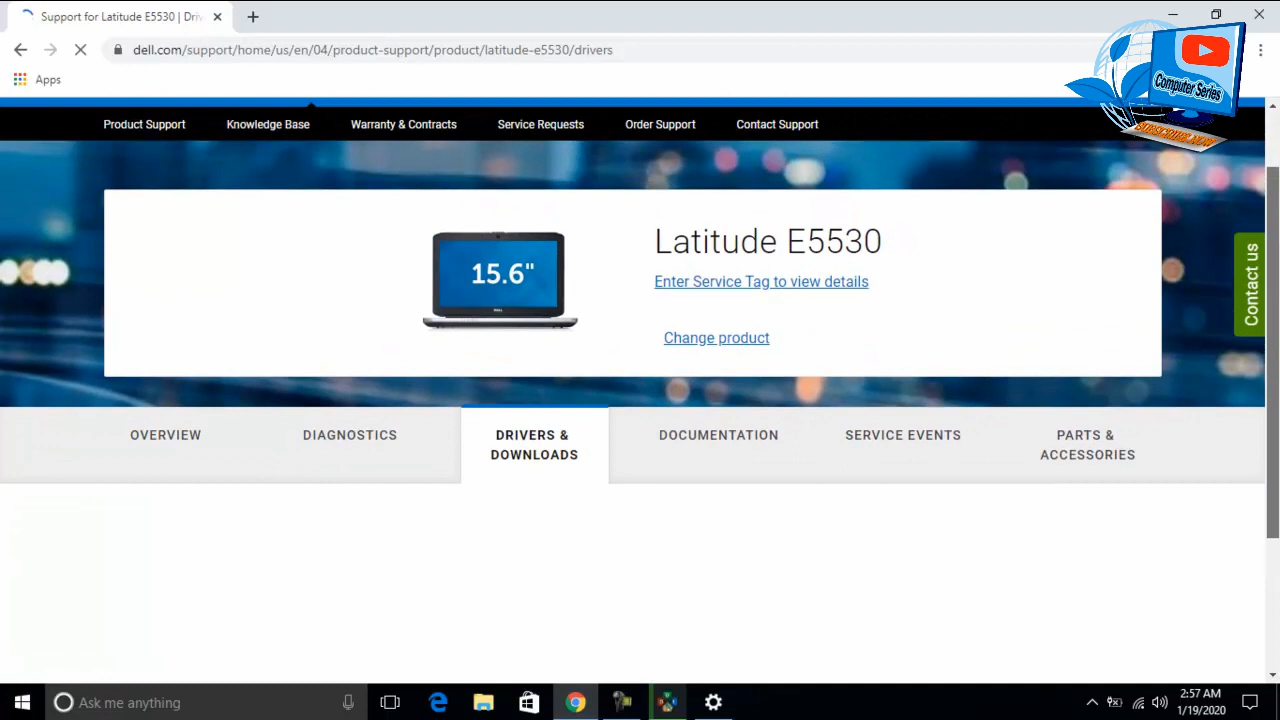 Support for Latitude E5530 | Driv
dell.com/support/home/us/en/04/product-support/product/latitude-e5530/drivers
Apps
Computer Series
SUBSCRIBE NOW
Product Support
Knowledge Base
Warranty & Contracts
Service Requests
Order Support
Contact Support
15.6"
DELL
Latitude E5530
Enter Service Tag to view details
Change product
Contact us
OVERVIEW
DIAGNOSTICS
DRIVERS &
DOWNLOADS
DOCUMENTATION
SERVICE EVENTS
PARTS &
ACCESSORIES
Ask me anything
2:57 AM
1/19/2020